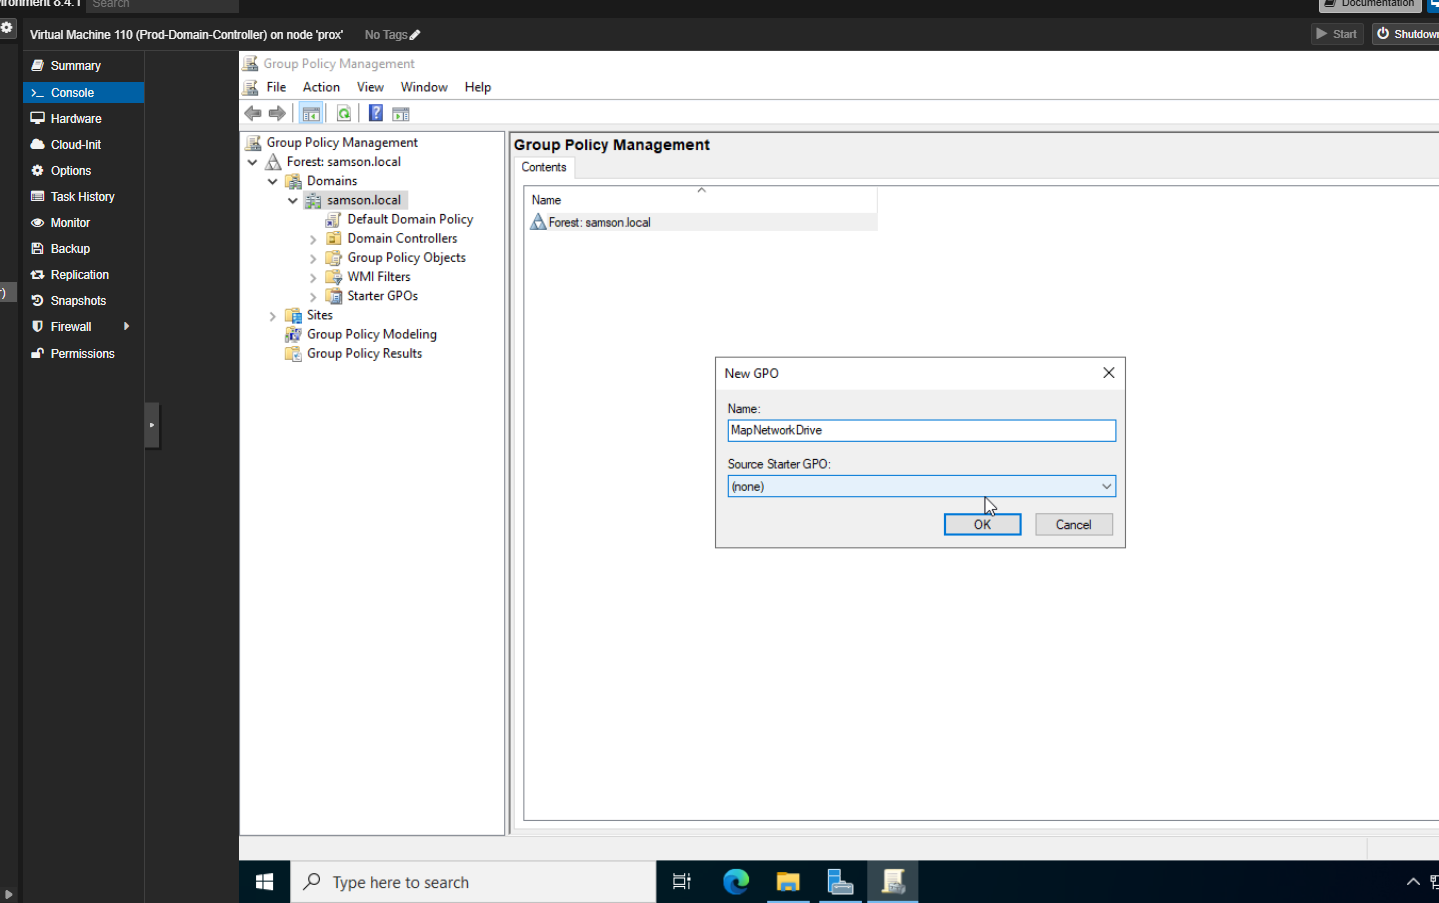 Search
Documentation
Virtual Machine 110 (Prod-Domain-Controller) on node 'prox'
No Tags
Start
Shutdown
Summary
Console
Hardware
Cloud-Init
Options
Task History
Monitor
Backup
Replication
Snapshots
Firewall
Permissions
Group Policy Management
File Action View Window Help
Group Policy Management
Forest: samson.local
Domains
samson.local
Default Domain Policy
Domain Controllers
Group Policy Objects
WMI Filters
Starter GPOs
Sites
Group Policy Modeling
Group Policy Results
Group Policy Management
Contents
Name
Forest: samson.local
New GPO
Name:
MapNetworkDrive
Source Starter GPO:
(none)
OK
Cancel
Type here to search